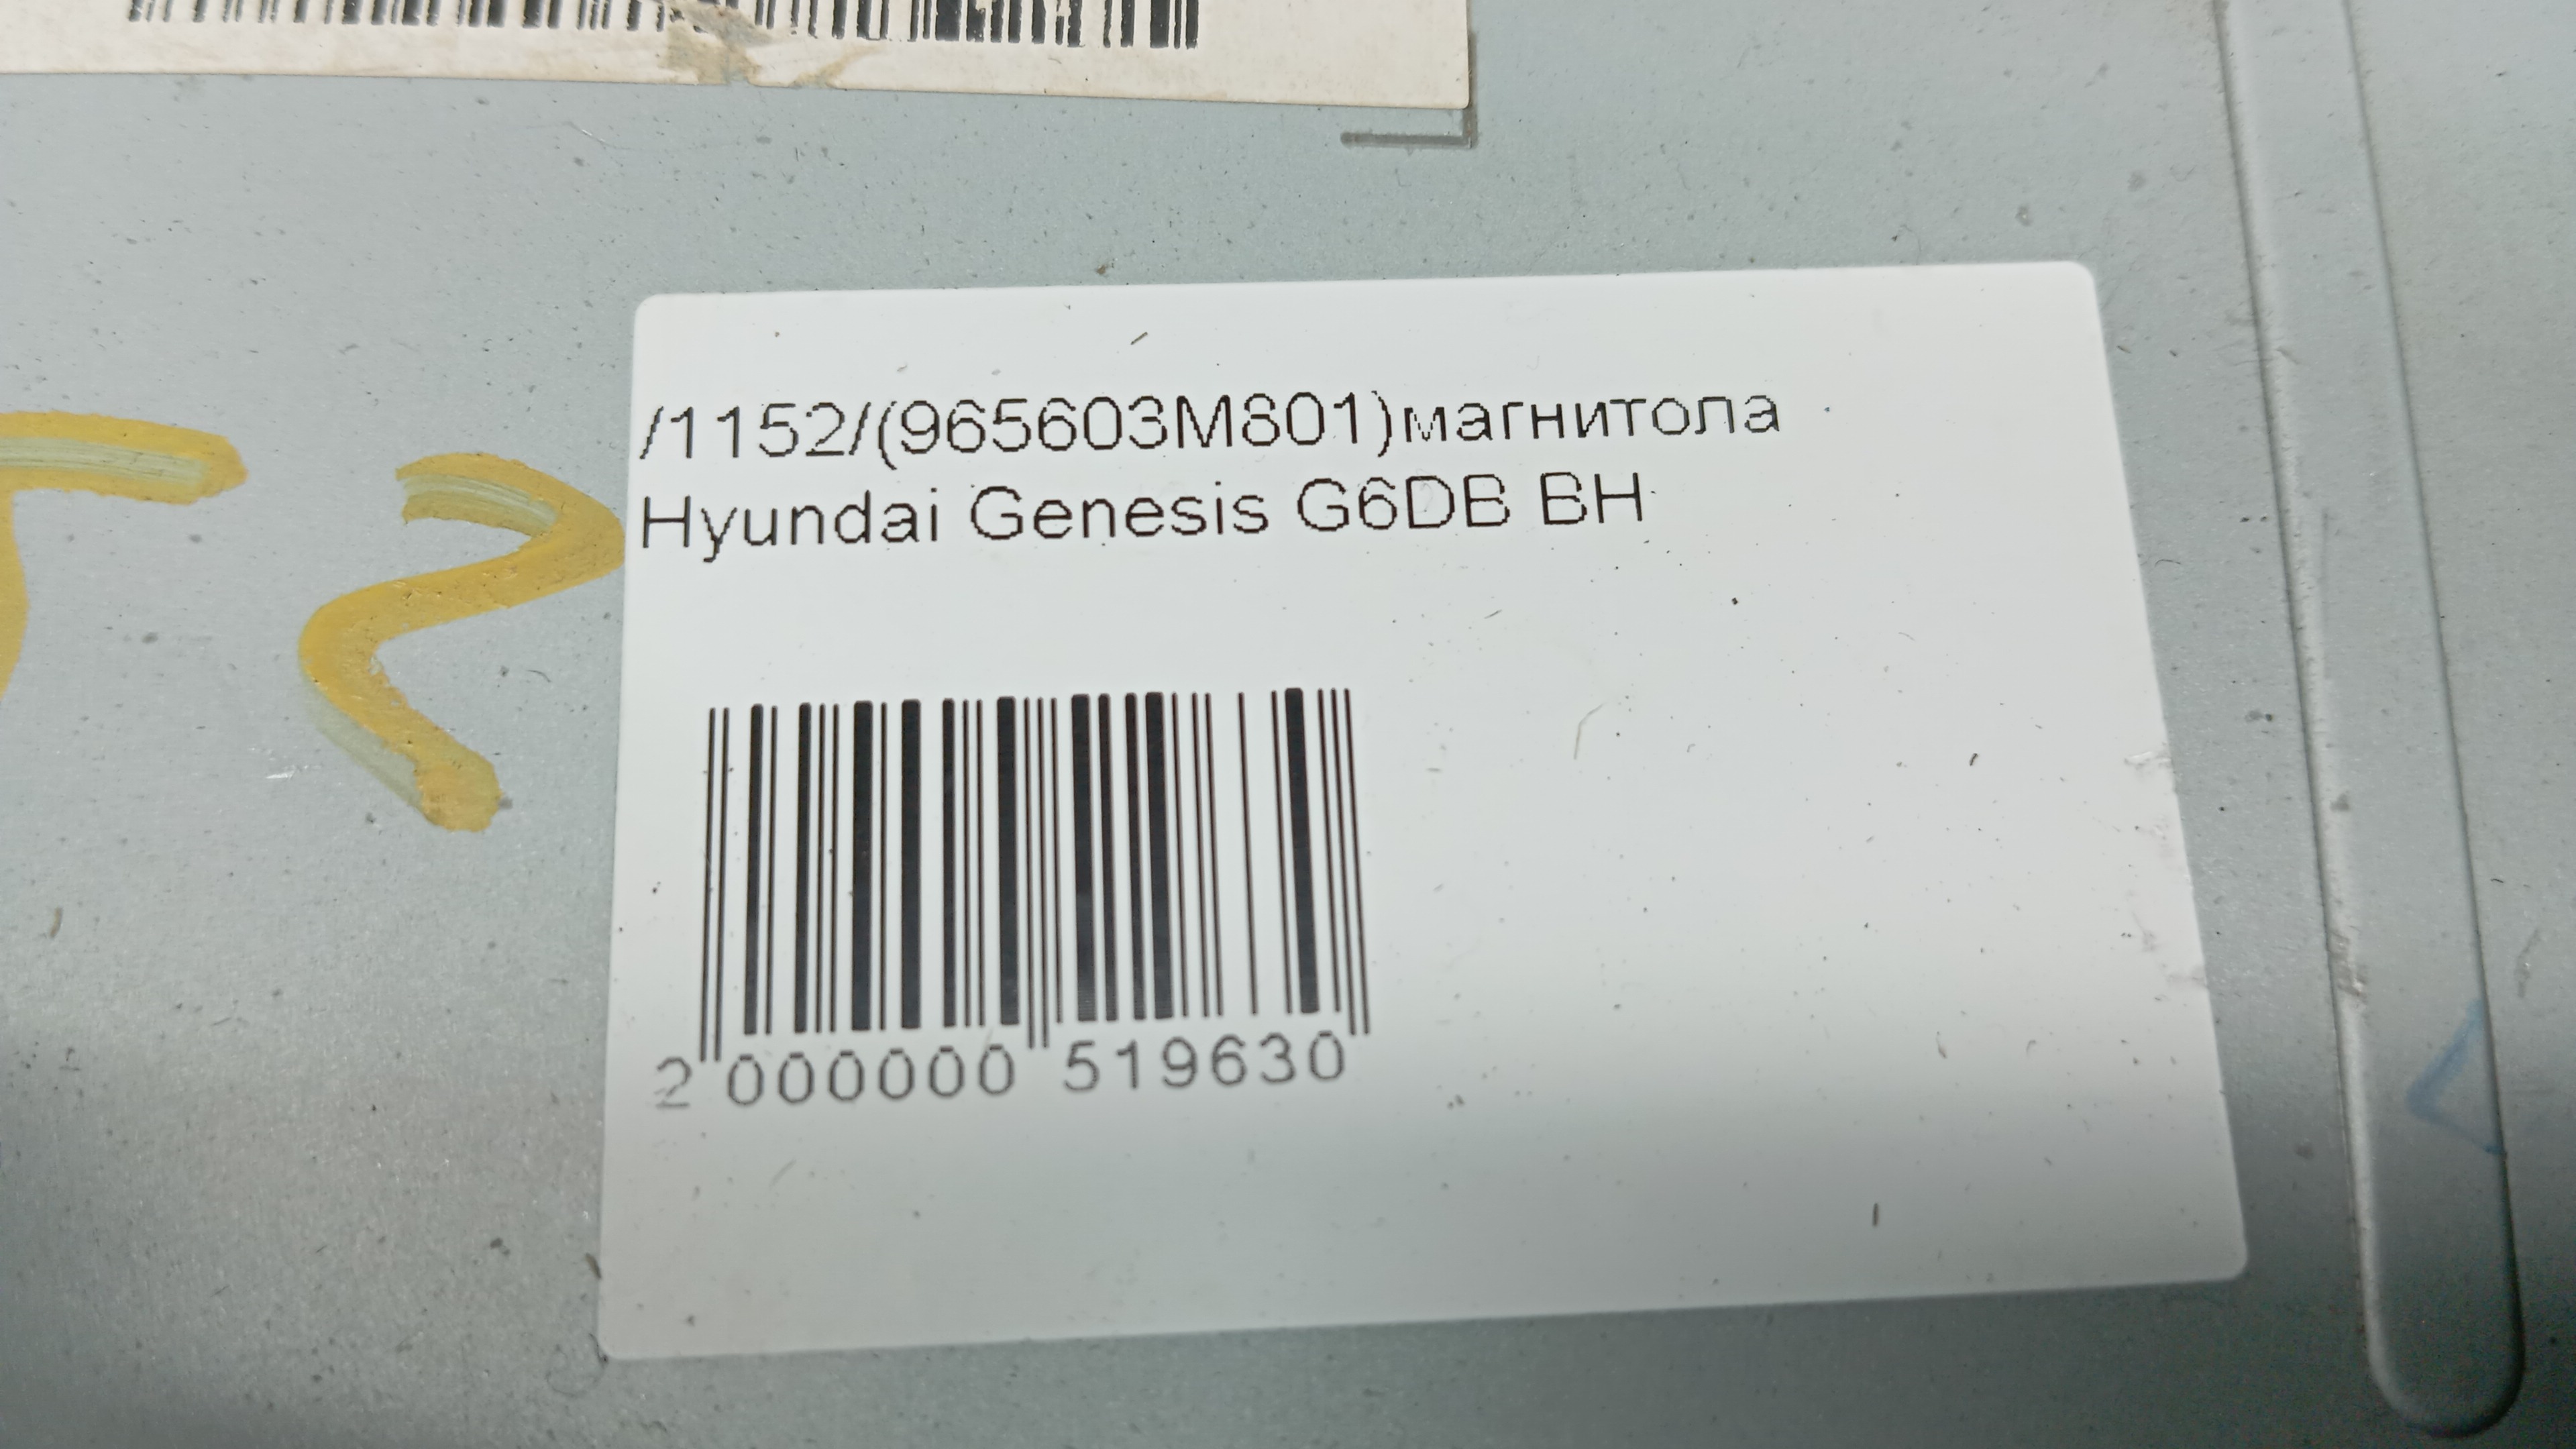 /1152/(965603M801)магнитола
Hyundai Genesis G6DB BH
2 000000 519630